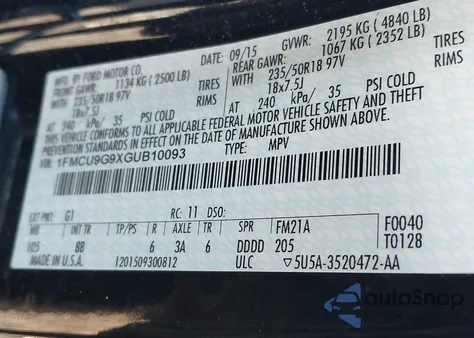 MFD. BY FORD MOTOR CO.
DATE: 09/15 GVWR: 2195 KG ( 4840 LB)
FRONT GAWR: 1134 KG ( 2500 LB) REAR GAWR: 1067 KG ( 2352 LB)
WITH 235/50R18 97V TIRES WITH 235/50R18 97V TIRES
18x7.5J RIMS 18x7.5J RIMS
AT 240 kPa/ 35 PSI COLD AT 240 kPa/ 35 PSI COLD
THIS VEHICLE CONFORMS TO ALL APPLICABLE FEDERAL MOTOR VEHICLE SAFETY AND THEFT
PREVENTION STANDARDS IN EFFECT ON THE DATE OF MANUFACTURE SHOWN ABOVE.
VIN: 1FMCU9G9XGUB10093 TYPE: MPV
EXT PNT: G1 RC: 11 DSO: F0040
WB INT TR TP/PS R AXLE TR SPR FM21A T0128
105 BB 6 3A 6 DDDD 205
1201509300812 ULC ▽5U5A-3520472-AA
autoSnap